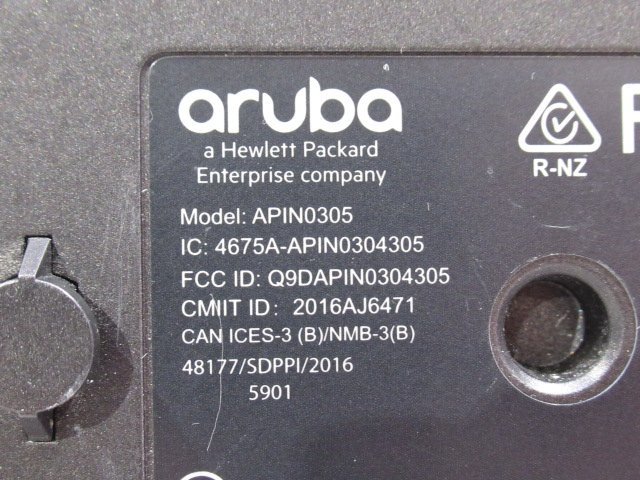 aruba
a Hewlett Packard
Enterprise company
R-NZ
Model: APIN0305
IC: 4675A-APIN0304305
FCC ID: Q9DAPIN0304305
CMIIT ID: 2016AJ6471
CAN ICES-3 (B)/NMB-3(B)
48177/SDPPI/2016
5901